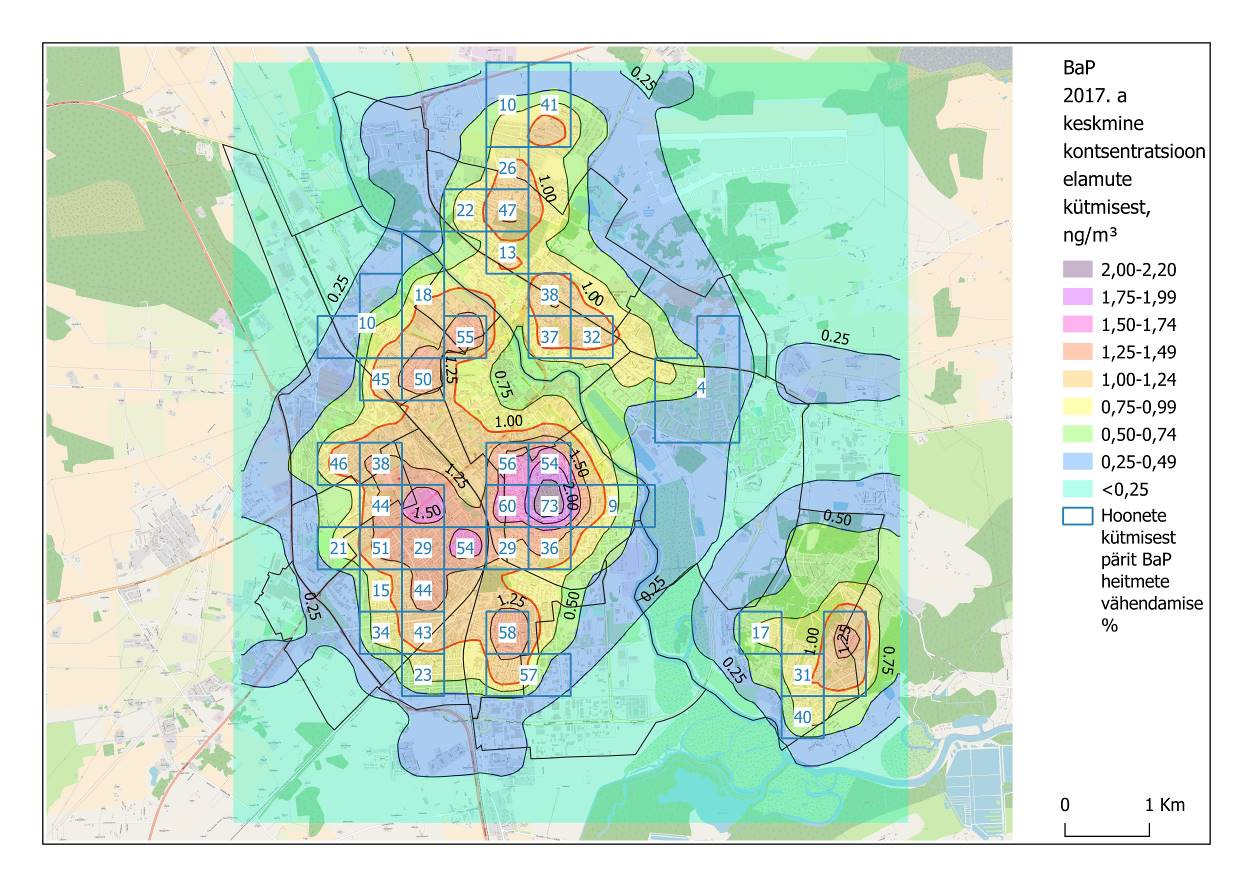 BaP
2017. a
keskmine
kontsentratsioon
elamute
kütmisest,
ng/m³
2,00-2,20
1,75-1,99
1,50-1,74
1,25-1,49
1,00-1,24
0,75-0,99
0,50-0,74
0,25-0,49
<0,25
Hoonete
kütmisest
pärit BaP
heitmete
vähendamise
%
0 1 Km
0.25
10 41
26
1.00
22 47
13
0.25
18 38 1.00
10
55 37 32
0.25
45 50 1.25 0.75 4
1.00
46 38 1.25 56 54 1.50
44 1.50 60 73 2.00 9
0.50
21 51 29 54 29 36
15 44 0.25
0.25 1.25 0.50
34 43 58 17 1.00 1.25
23 57 0.25 31 0.75
40